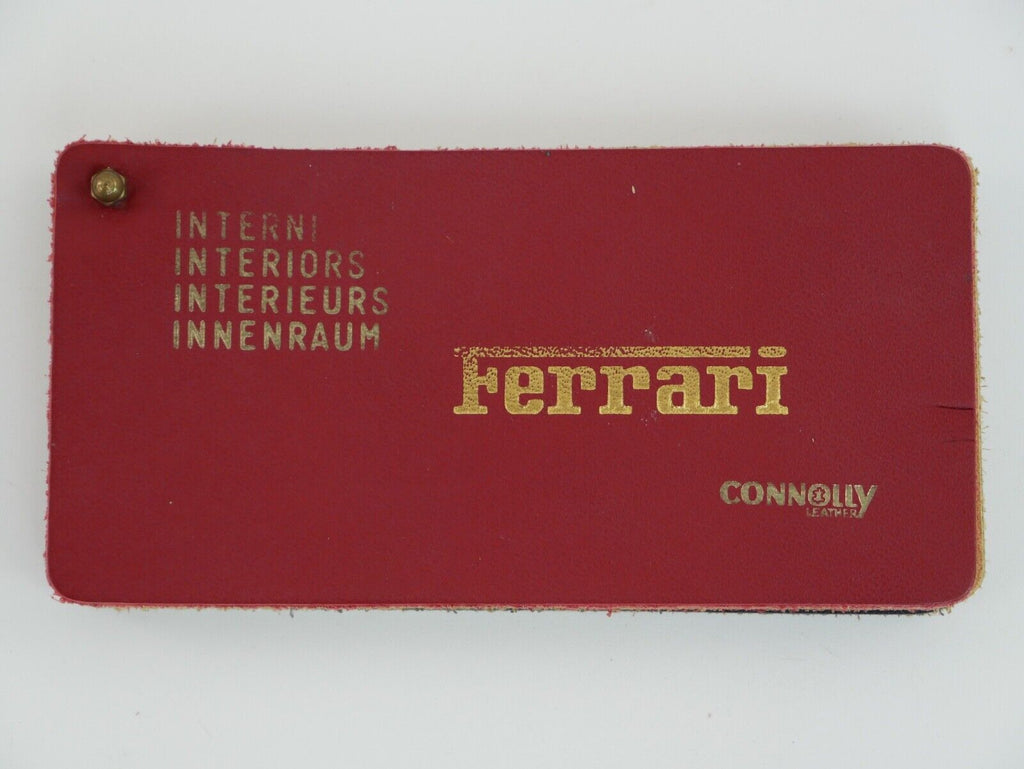 INTERNI
INTERIORS
INTERIEURS
INNENRAUM
Ferrari
CONNOLLY
LEATHER